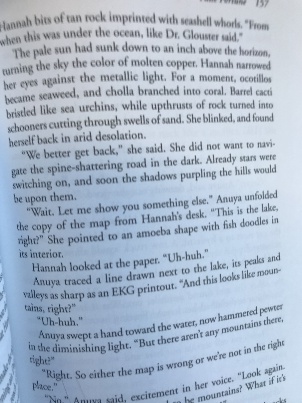 157
Hannah bits of tan rock imprinted with seashell whorls. "From
when this was under the ocean, like Dr. Glouster said."
The pale sun had sunk down to an inch above the horizon,
turning the sky the color of molten copper. Hannah narrowed
her eyes against the metallic light. For a moment, ocotillos
became seaweed, and cholla branched into coral. Barrel cacti
bristled like sea urchins, while upthrusts of rock turned into
schooners cutting through swells of sand. She blinked, and found
herself back in arid desolation.
"We better get back," she said. She did not want to navi-
gate the spine-shattering road in the dark. Already stars were
switching on, and soon the shadows purpling the hills would
be upon them.
"Wait. Let me show you something else." Anuya unfolded
the copy of the map from Hannah's desk. "This is the lake,
right?" She pointed to an amoeba shape with fish doodles in
its interior.
Hannah looked at the paper. "Uh-huh."
Anuya traced a line drawn next to the lake, its peaks and
valleys as sharp as an EKG printout. "And this looks like moun-
tains, right?"
"Uh-huh."
Anuya swept a hand toward the water, now hammered pewter
in the diminishing light. "But there aren't any mountains there,
right?"
"Right. So either the map is wrong or we're not in the right
place."
"No," Anuya said, excitement in her voice. "Look again.
to be mountains? What if it's